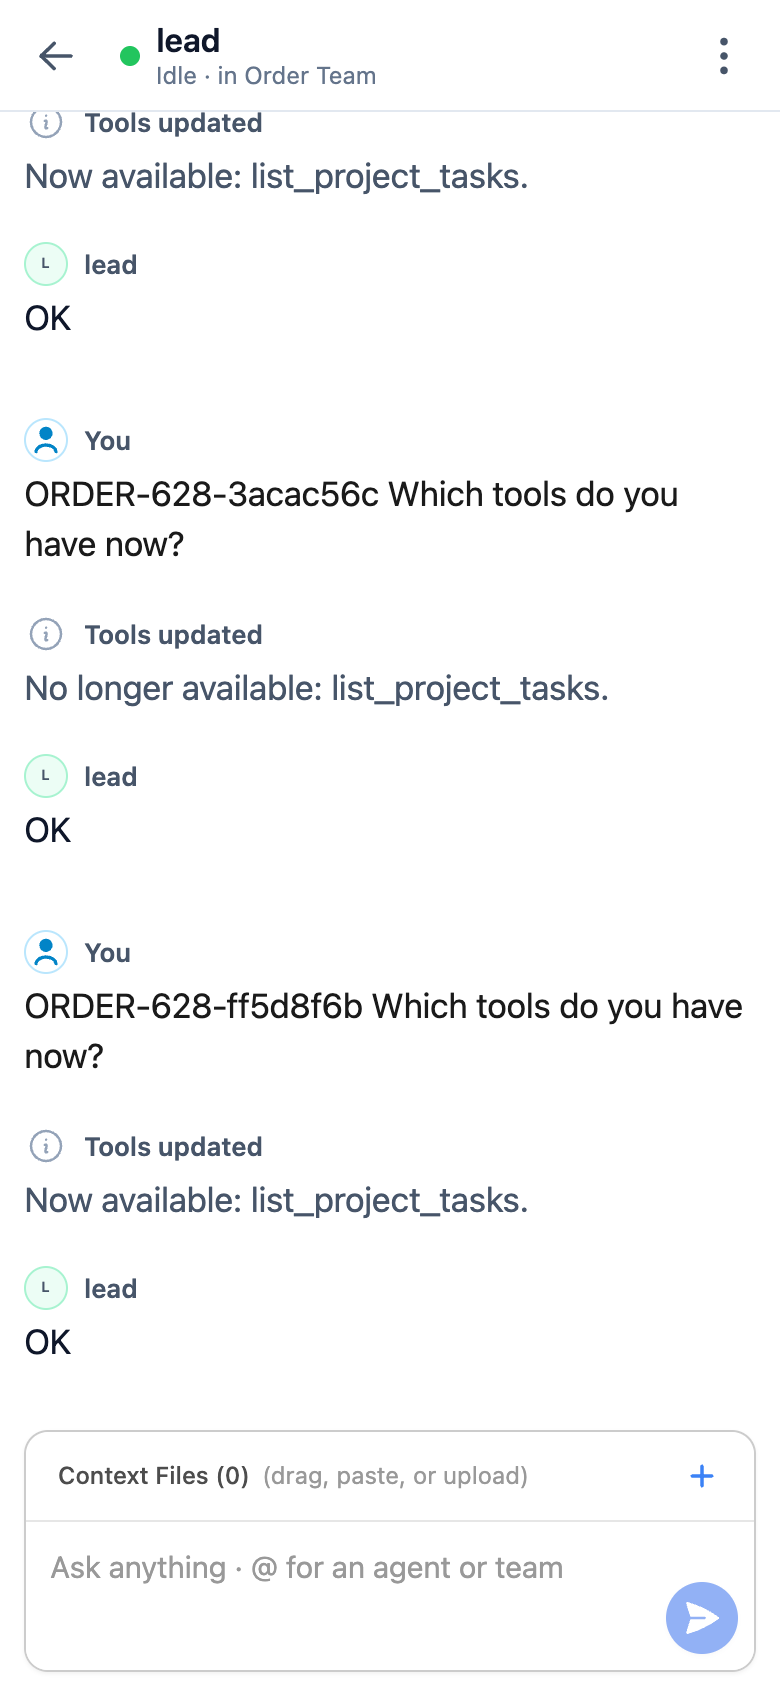 lead
Idle · in Order Team
Tools updated
Now available: list_project_tasks.
L
lead
OK
You
ORDER-628-3acac56c Which tools do you
have now?
Tools updated
No longer available: list_project_tasks.
L
lead
OK
You
ORDER-628-ff5d8f6b Which tools do you have
now?
Tools updated
Now available: list_project_tasks.
L
lead
OK
Context Files (0) (drag, paste, or upload)
Ask anything · @ for an agent or team